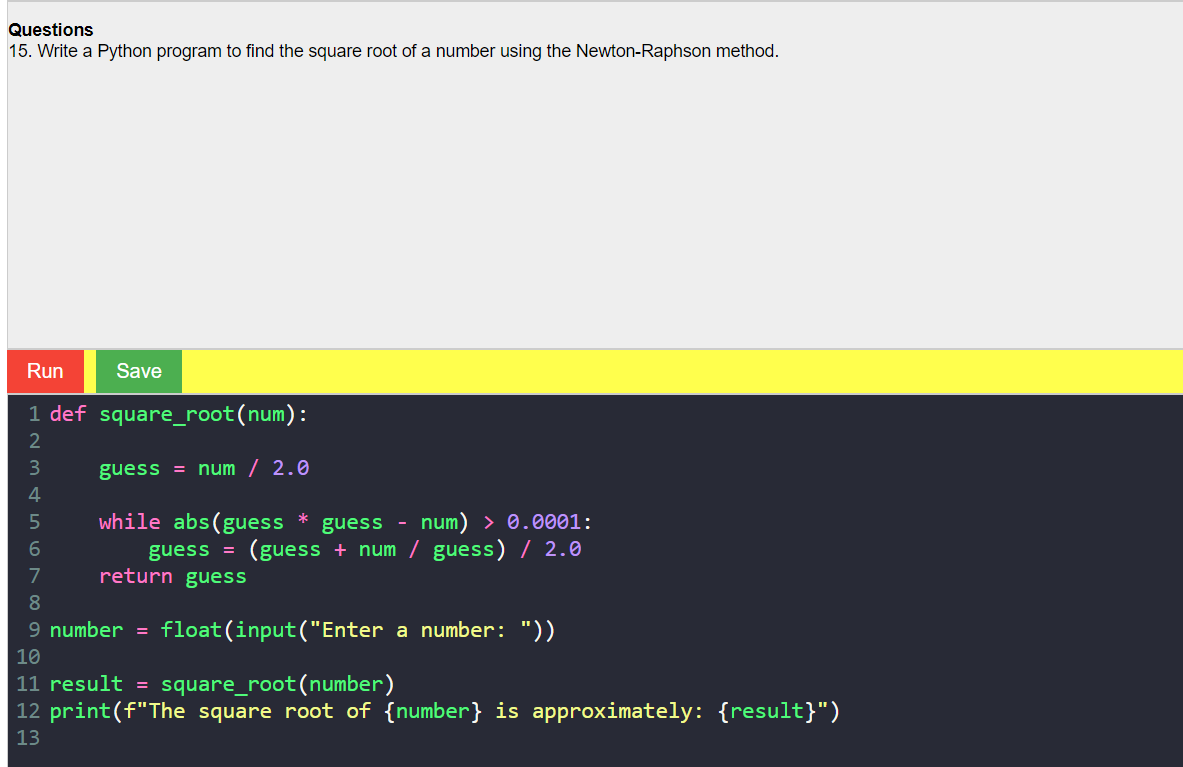 Questions
15. Write a Python program to find the square root of a number using the Newton-Raphson method.
Run Save
1 def square_root(num):
2
3     guess = num / 2.0
4
5     while abs(guess * guess - num) > 0.0001:
6         guess = (guess + num / guess) / 2.0
7     return guess
8
9 number = float(input("Enter a number: "))
10
11 result = square_root(number)
12 print(f"The square root of {number} is approximately: {result}")
13